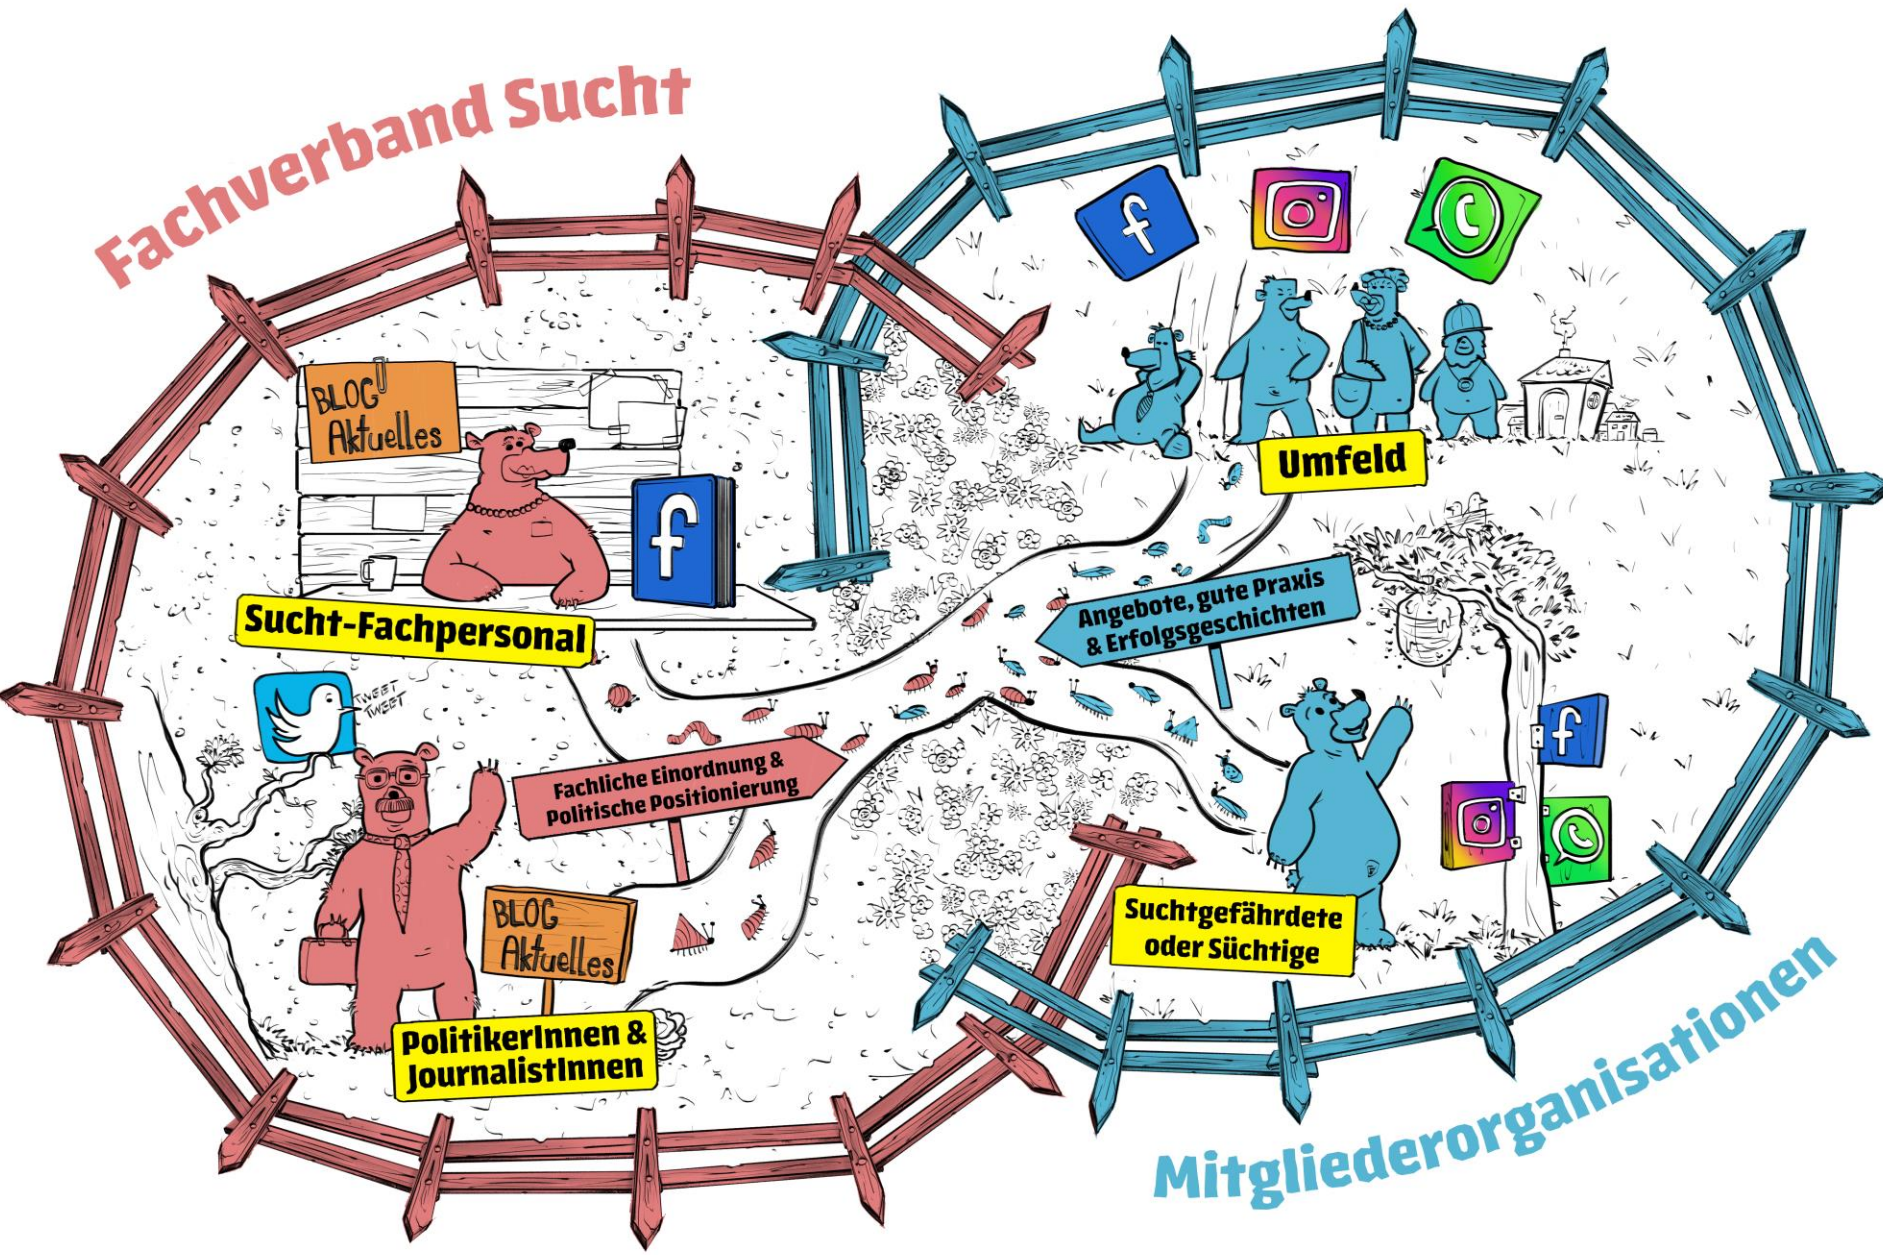 Fachverband Sucht
BLOG
Aktuelles
f
Sucht-Fachpersonal
TWEET
TWEET
Fachliche Einordnung &
Politische Positionierung
BLOG
Aktuelles
PolitikerInnen &
JournalistInnen
f
Umfeld
Angebote, gute Praxis
& Erfolgsgeschichten
f
Suchtgefährdete
oder Süchtige
Mitgliederorganisationen